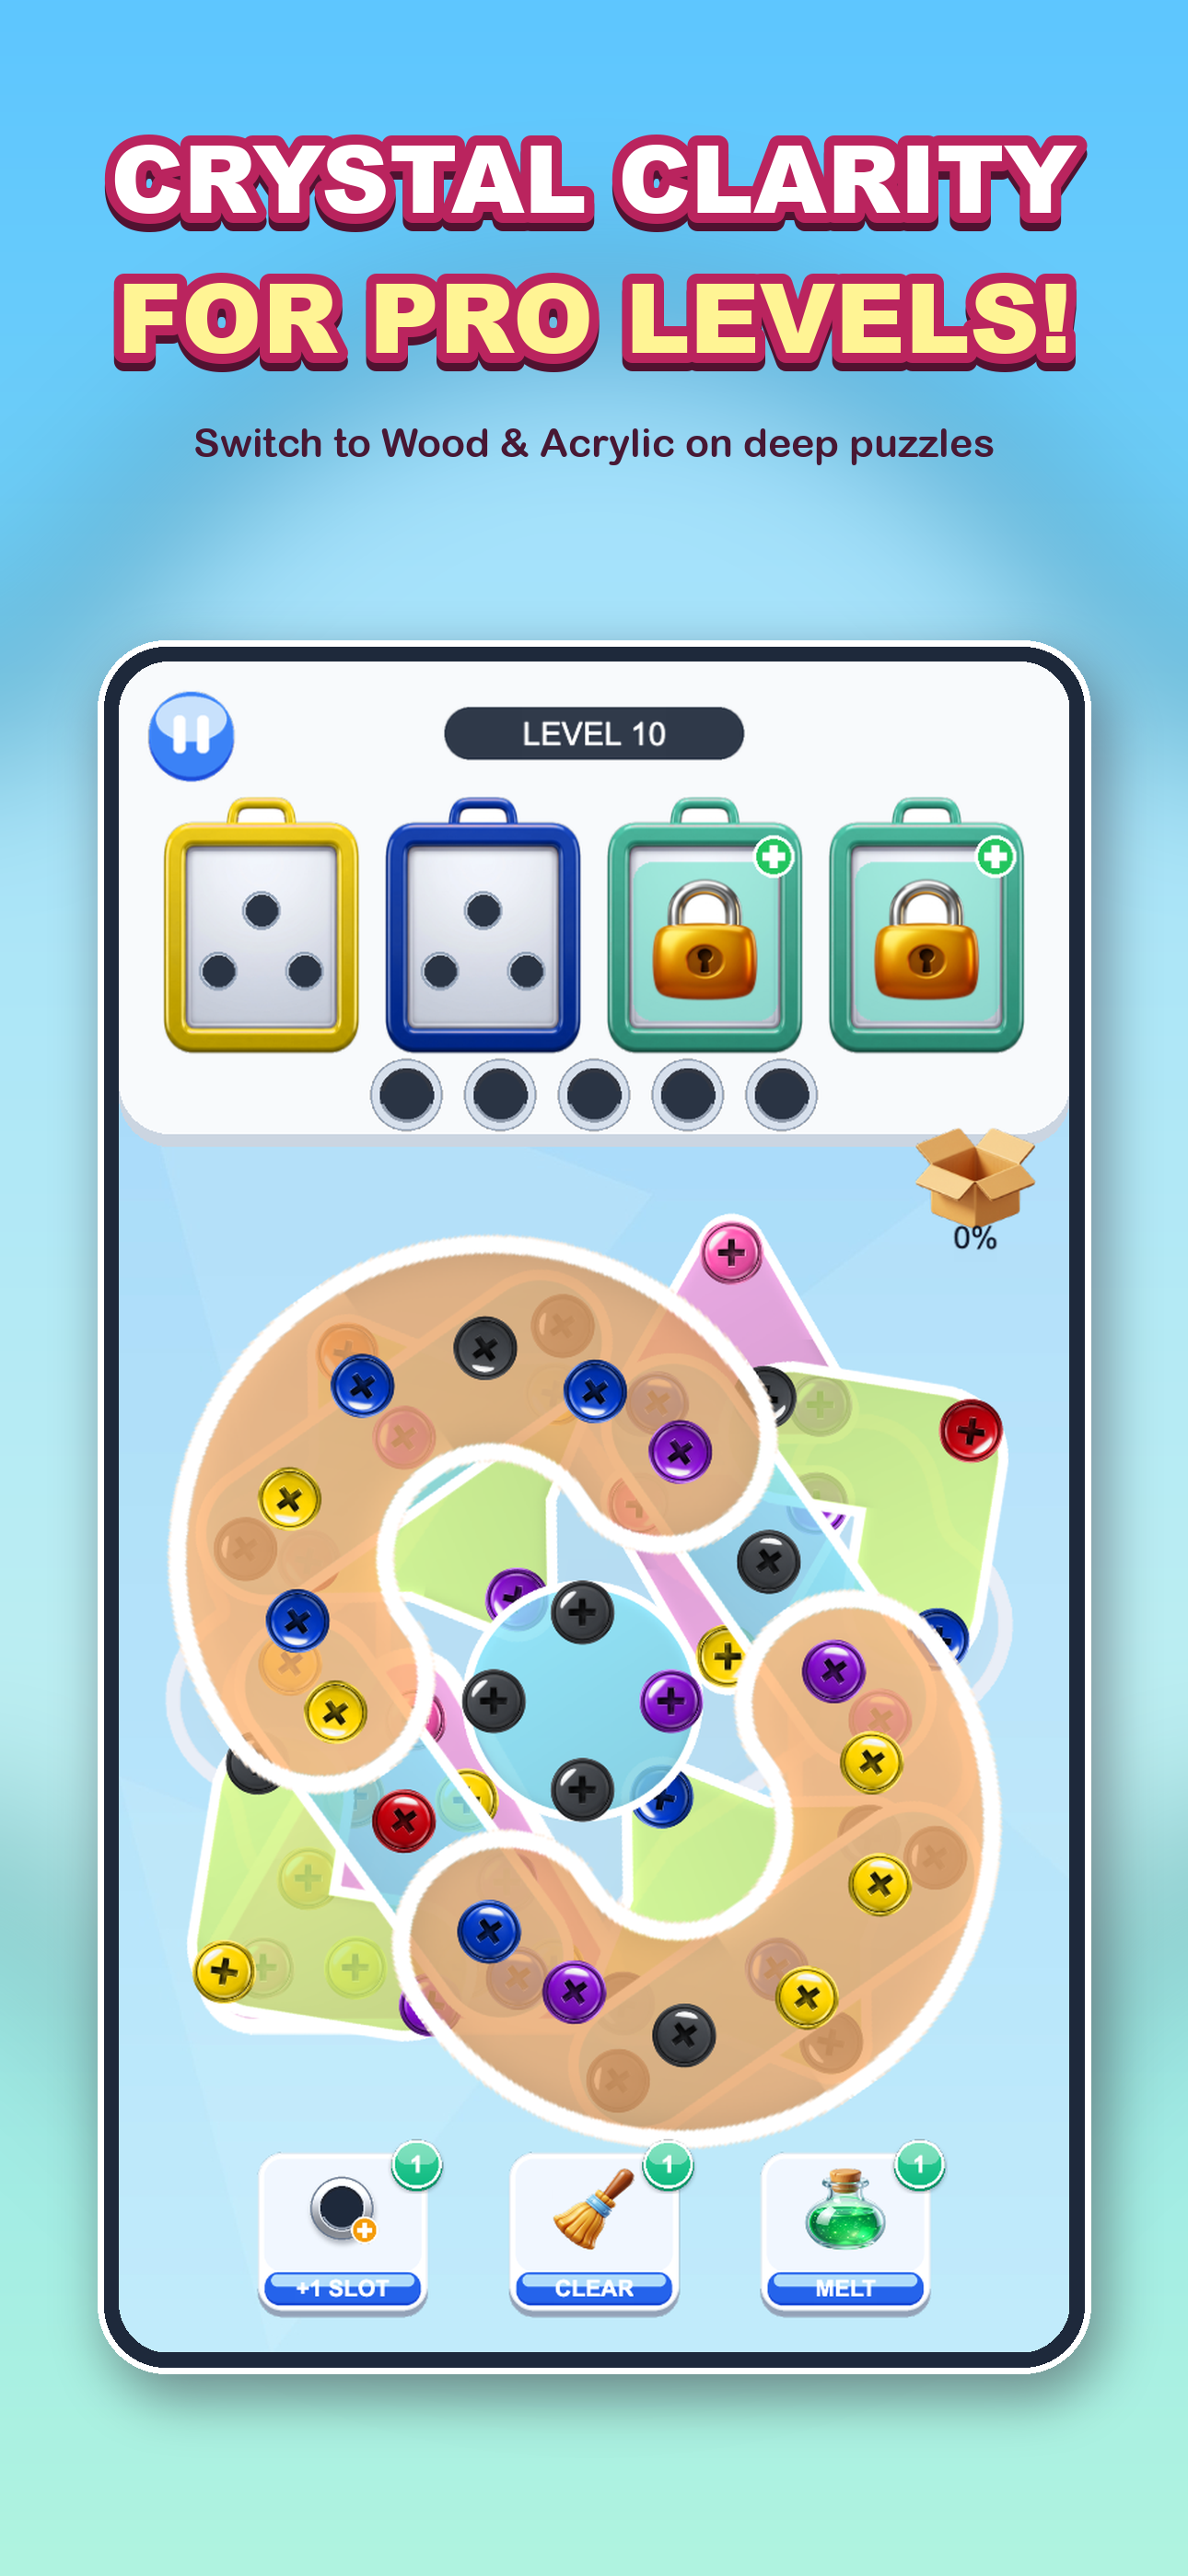 CRYSTAL CLARITY
FOR PRO LEVELS!
Switch to Wood & Acrylic on deep puzzles
LEVEL 10
0%
1
1
1
+1 SLOT
CLEAR
MELT